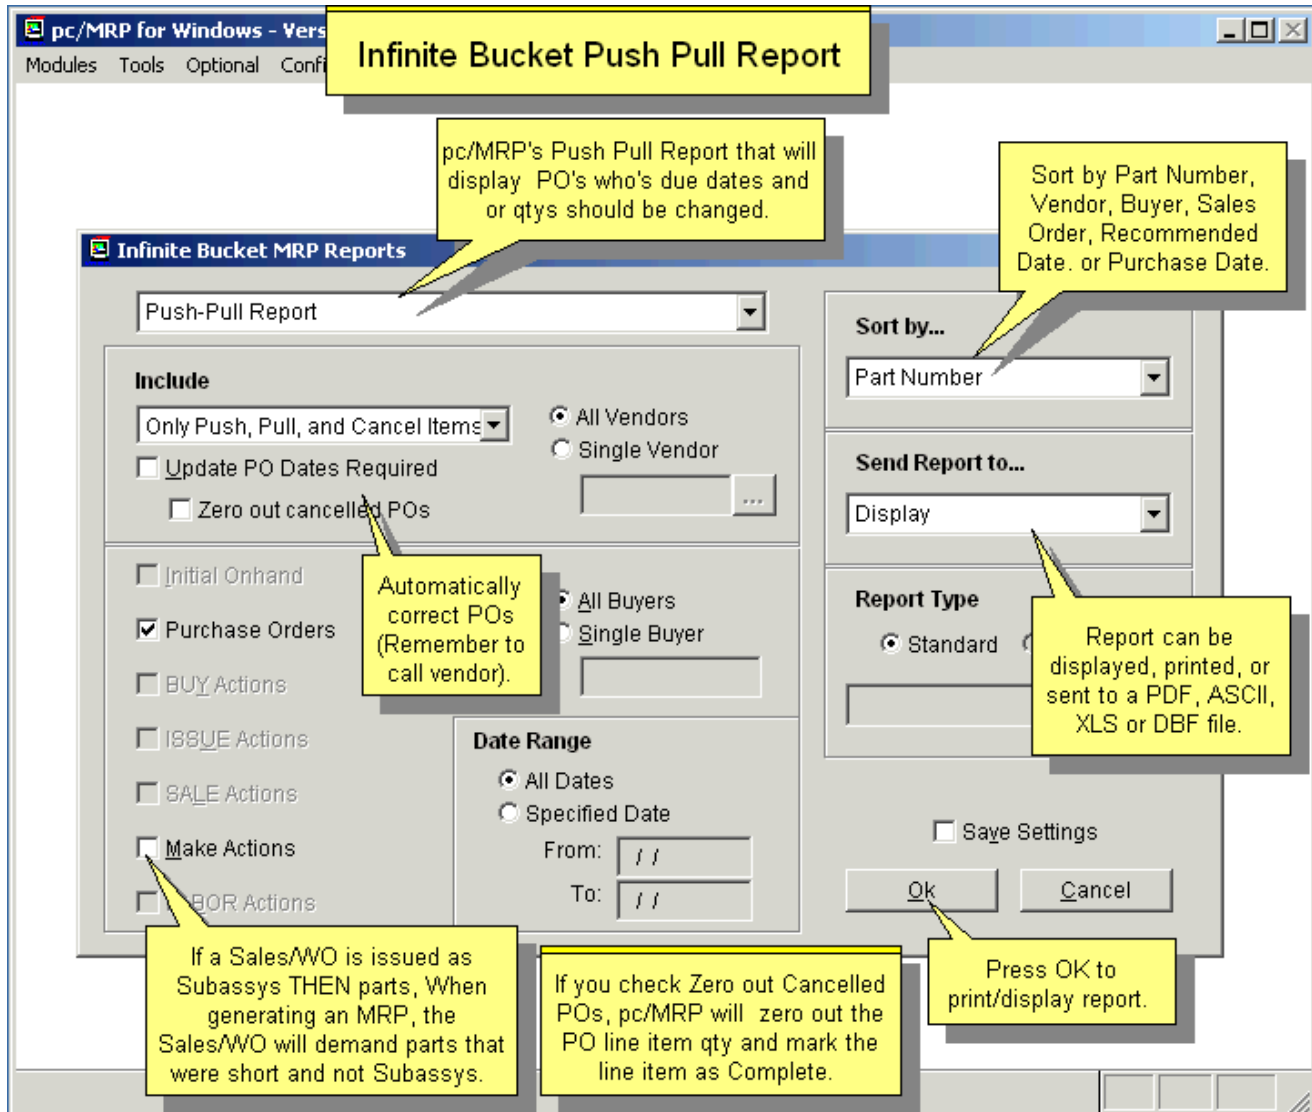 pc/MRP for Windows - Vers
Infinite Bucket Push Pull Report
Modules Tools Optional Confi
pc/MRP's Push Pull Report that will
display PO's who's due dates and
or qtys should be changed.
Sort by Part Number,
Vendor, Buyer, Sales
Order, Recommended
Date. or Purchase Date.
Infinite Bucket MRP Reports
Push-Pull Report
Sort by...
Part Number
Include
Only Push, Pull, and Cancel Items
All Vendors
Single Vendor
...
Update PO Dates Required
Zero out cancelled POs
Send Report to...
Display
Automatically
correct POs
(Remember to
call vendor).
Initial Onhand
Purchase Orders
BUY Actions
ISSUE Actions
SALE Actions
Make Actions
BOR Actions
All Buyers
Single Buyer
Report Type
Standard
Report can be
displayed, printed, or
sent to a PDF, ASCII,
XLS or DBF file.
Date Range
All Dates
Specified Date
From: / /
To: / /
Save Settings
Ok
Cancel
If a Sales/WO is issued as
Subassys THEN parts, When
generating an MRP, the
Sales/WO will demand parts that
were short and not Subassys.
If you check Zero out Cancelled
POs, pc/MRP will zero out the
PO line item qty and mark the
line item as Complete.
Press OK to
print/display report.